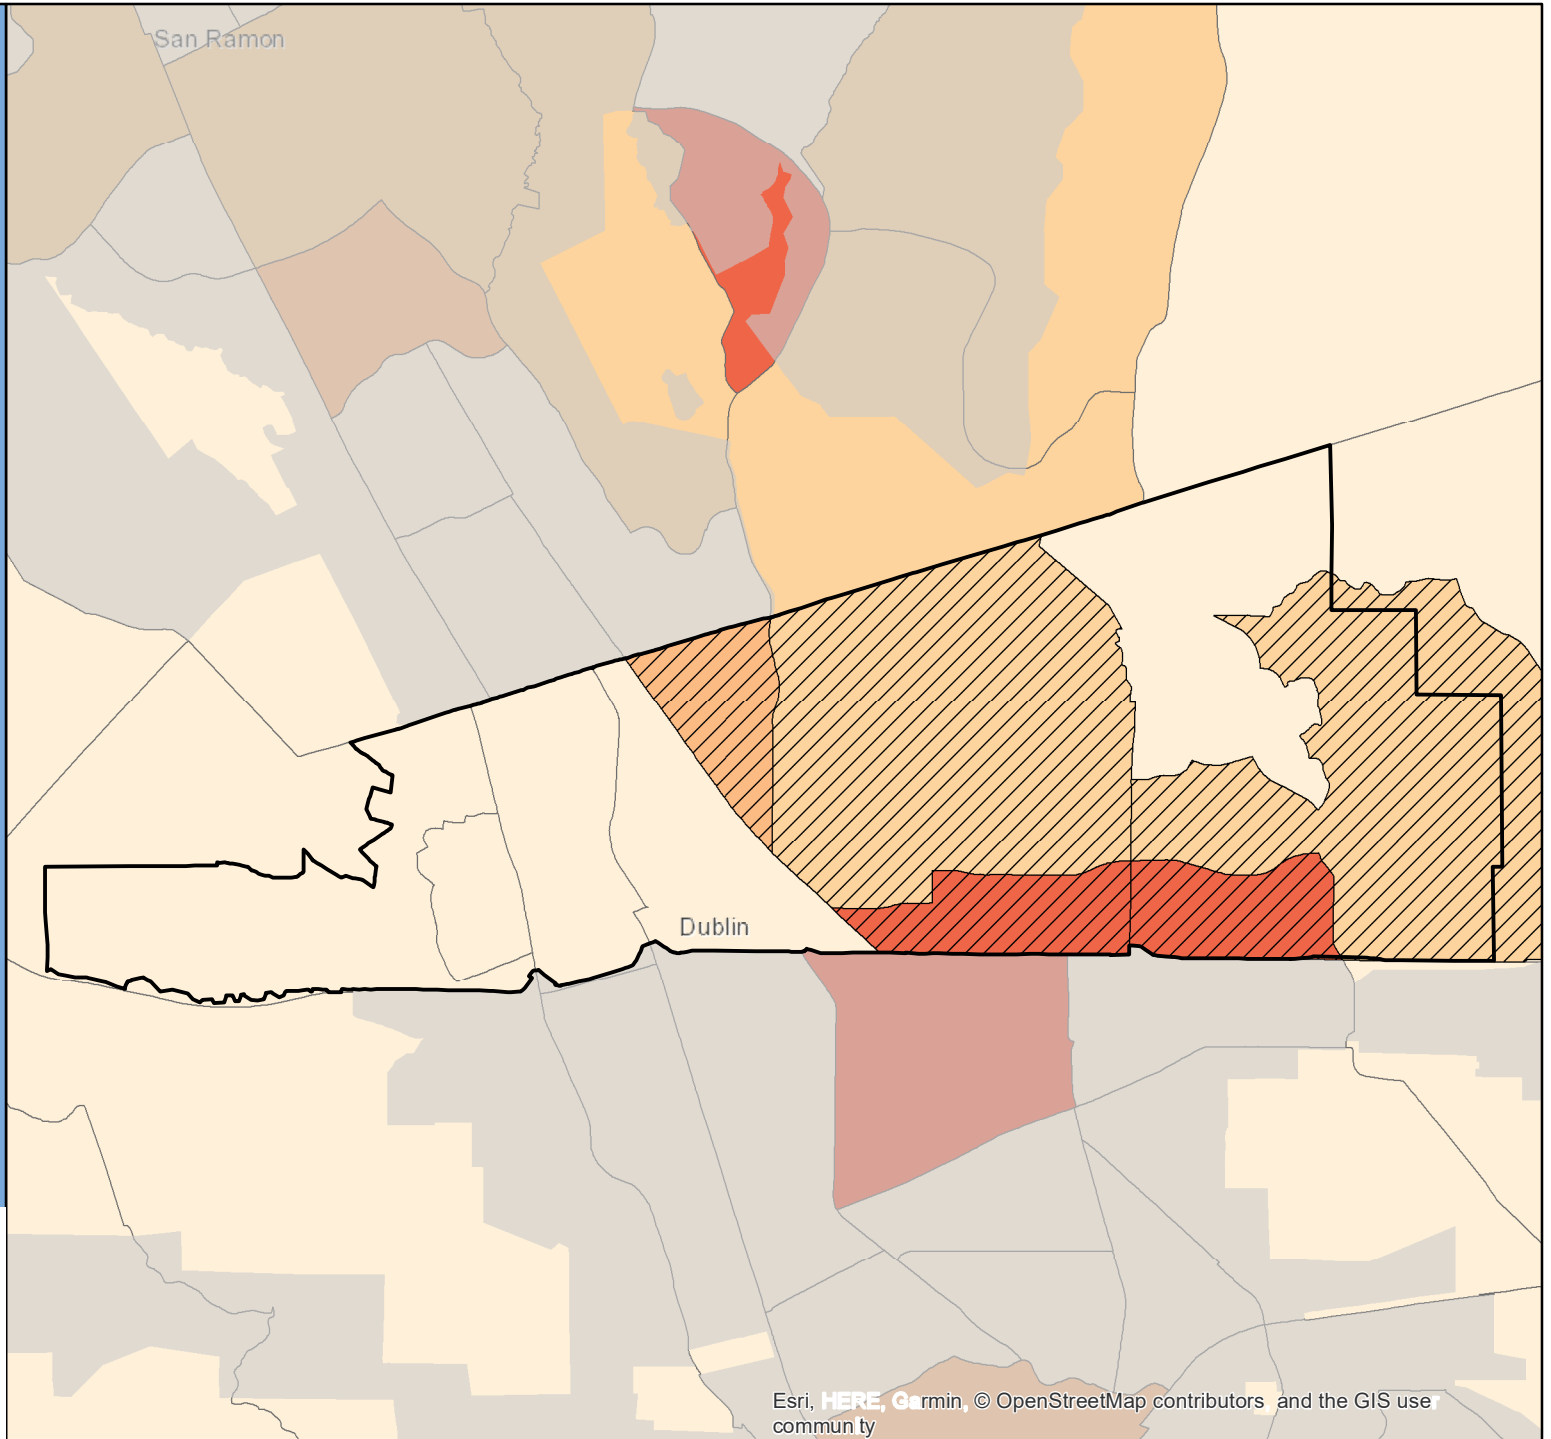 San Ramon
Dublin
Esri, HERE, Garmin, © OpenStreetMap contributors, and the GIS user
community